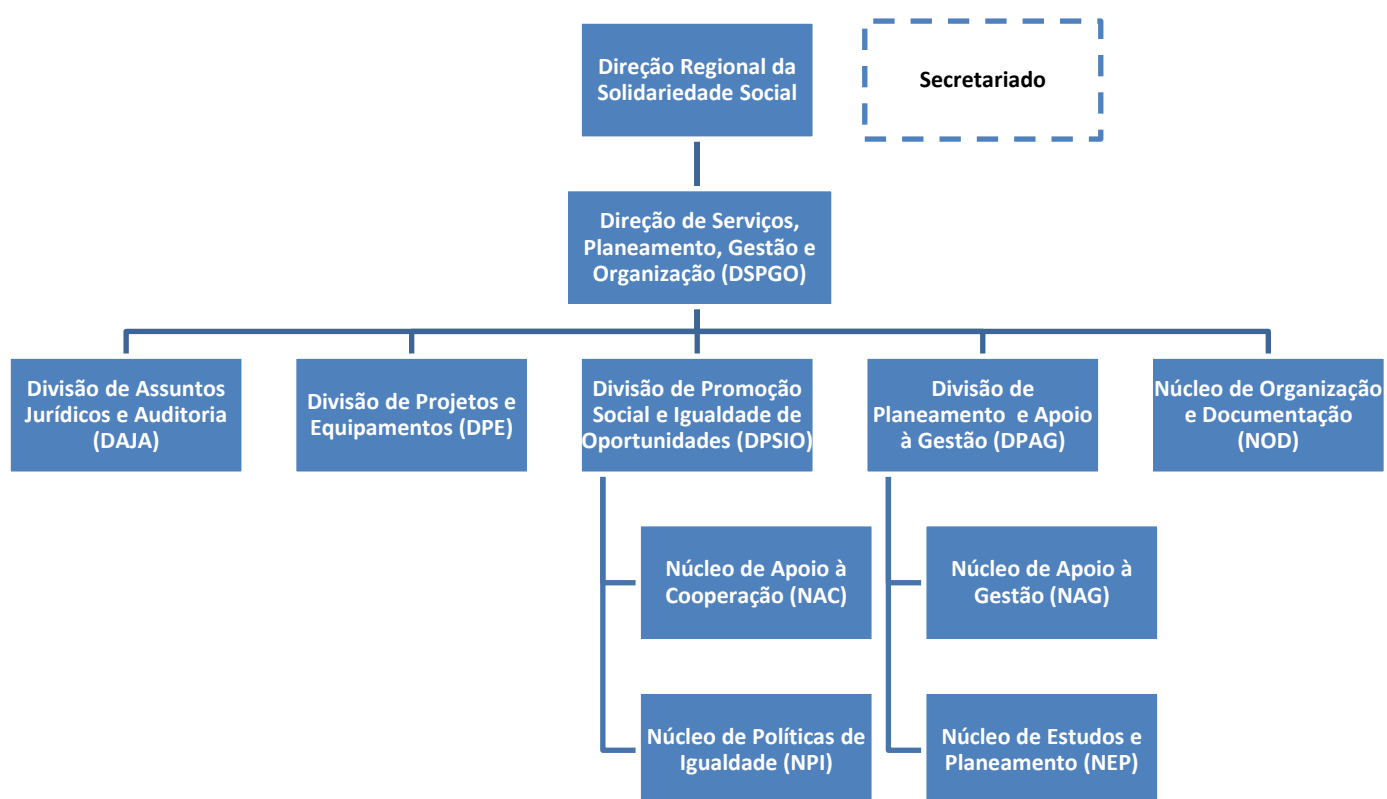 Direção Regional da
Solidariedade Social
Secretariado
Direção de Serviços,
Planeamento, Gestão e
Organização (DSPGO)
Divisão de Assuntos
Jurídicos e Auditoria
(DAJA)
Divisão de Projetos e
Equipamentos (DPE)
Divisão de Promoção
Social e Igualdade de
Oportunidades (DPSIO)
Divisão de
Planeamento e Apoio
à Gestão (DPAG)
Núcleo de Organização
e Documentação
(NOD)
Núcleo de Apoio à
Cooperação (NAC)
Núcleo de Apoio à
Gestão (NAG)
Núcleo de Políticas de
Igualdade (NPI)
Núcleo de Estudos e
Planeamento (NEP)